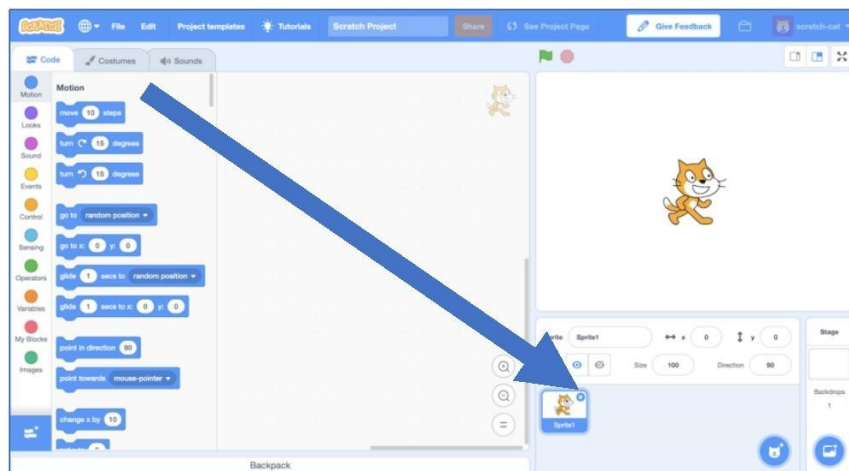 SCRATCH File Edit Project templates Tutorials Scratch Project Share See Project Page Give Feedback scratch-cat
Code Costumes Sounds
Motion
Looks
Sound
Events
Control
Sensing
Operators
Variables
My Blocks
Images
Motion
move 10 steps
turn 15 degrees
turn 15 degrees
go to random position
go to x: 0 y: 0
glide 1 secs to random position
glide 1 secs to x: 0 y: 0
point in direction 90
point towards mouse-pointer
change x by 10
Backpack
Sprite1 x 0 y 0
Size 100 Direction 90
Sprite1
Stage
Backdrops
1